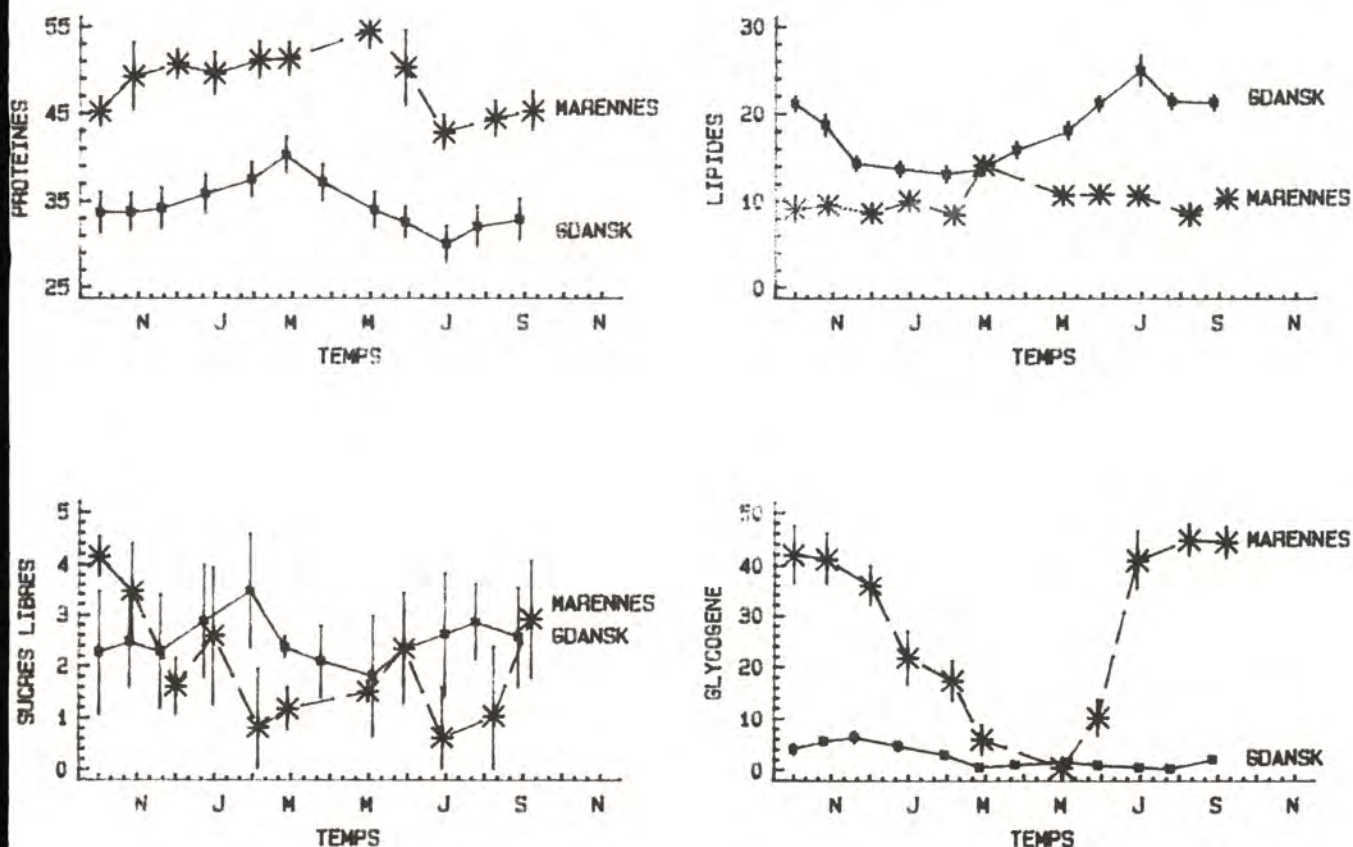 PROTEINES
55
45
35
25
MARENNES
GDANSK
N J M M J S N
TEMPS
LIPIDES
30
20
10
0
GDANSK
MARENNES
N J M M J S N
TEMPS
SUCRES LIBRES
5
4
3
2
1
0
MARENNES
GDANSK
N J M M J S N
TEMPS
GLYCOGENE
50
40
30
20
10
0
MARENNES
GDANSK
N J M M J S N
TEMPS